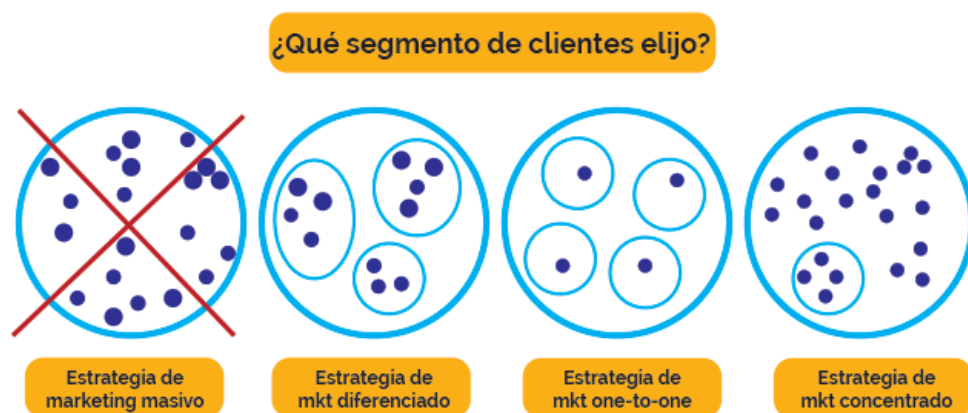 ¿Qué segmento de clientes elijo?
Estrategia de
marketing masivo
Estrategia de
mkt diferenciado
Estrategia de
mkt one-to-one
Estrategia de
mkt concentrado